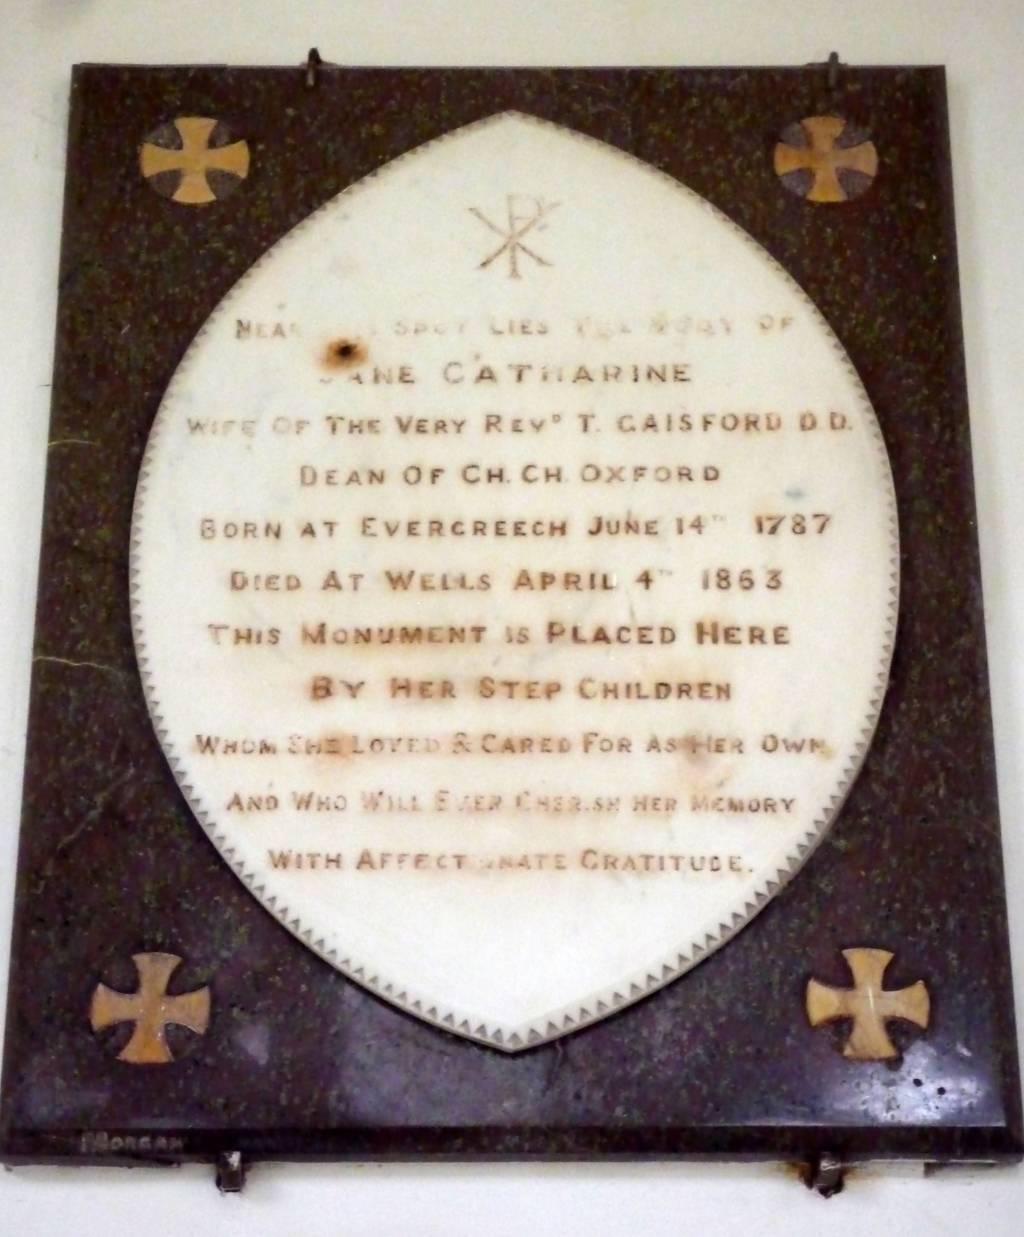 NEAR THIS SPOT LIES THE BODY OF
JANE CATHARINE
WIFE OF THE VERY REVD T. GAISFORD D.D.
DEAN OF CH. CH. OXFORD
BORN AT EVERCREECH JUNE 14TH 1787
DIED AT WELLS APRIL 4TH 1863
THIS MONUMENT IS PLACED HERE
BY HER STEP CHILDREN
WHOM SHE LOVED & CARED FOR AS HER OWN
AND WHO WILL EVER CHERISH HER MEMORY
WITH AFFECTIONATE GRATITUDE.
MORGAN